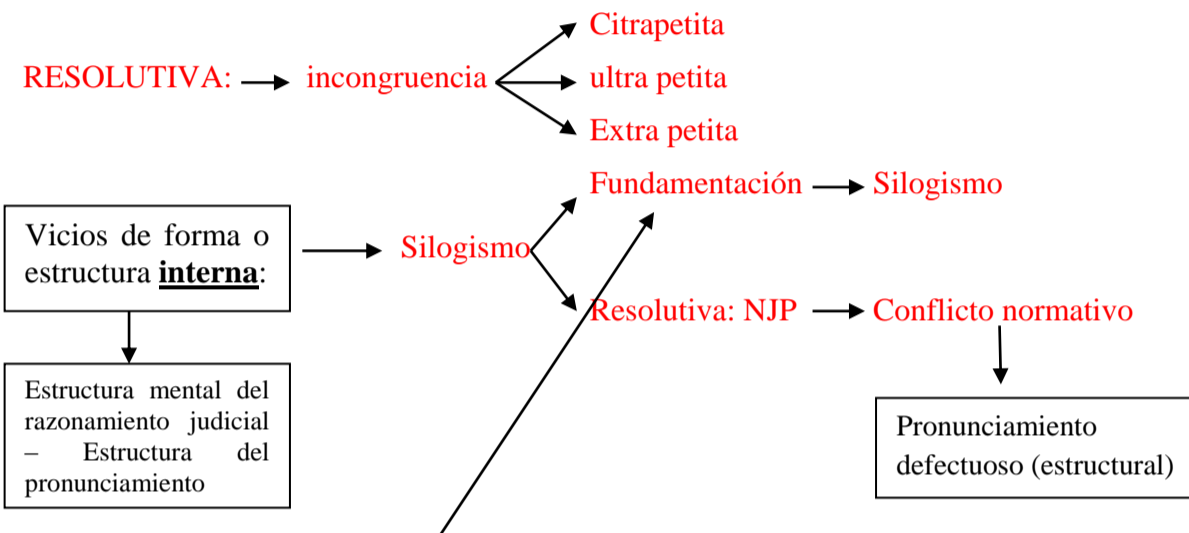 Citrapetita
RESOLUTIVA: incongruencia ultra petita
Extra petita
Fundamentación Silogismo
Vicios de forma o
estructura interna:
Silogismo
Resolutiva: NJP Conflicto normativo
Estructura mental del
razonamiento judicial
– Estructura del
pronunciamiento
Pronunciamiento
defectuoso (estructural)